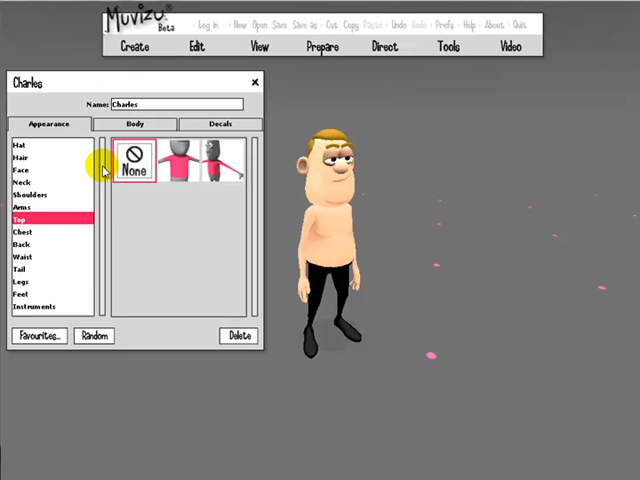 Muvizu®
Beta
Log in New Open Save Save as Cut Copy Paste Undo Redo Prefs Help About Quit
Create Edit View Prepare Direct Tools Video
Charles
Name: Charles
Appearance Body Decals
Hat
Hair
Face
Neck
Shoulders
Arms
Top
Chest
Back
Waist
Tail
Legs
Feet
Instruments
None
Favourites... Random Delete